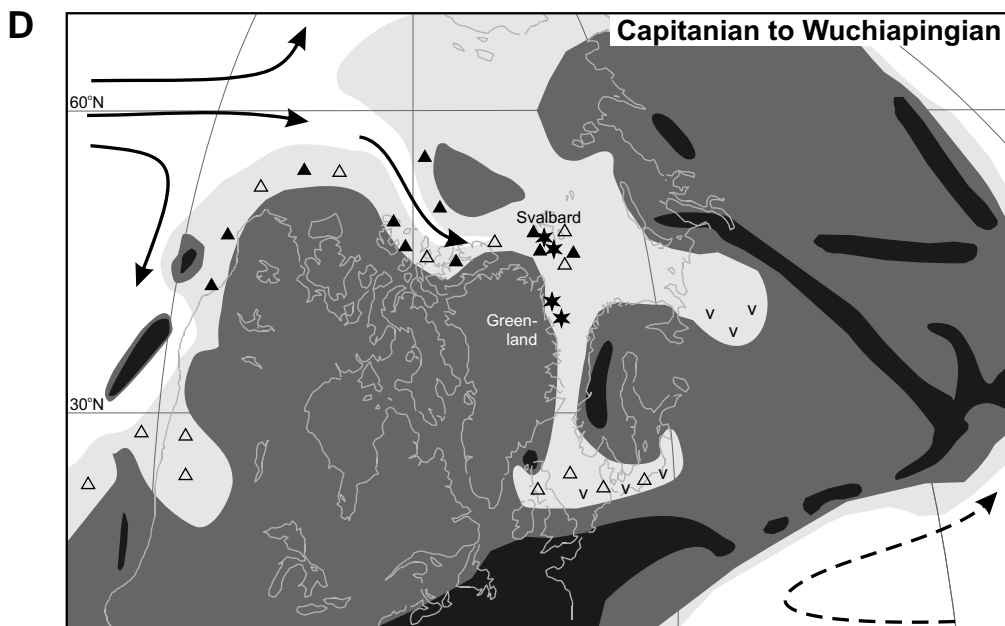 D
Capitanian to Wuchiapingian
60°N
Svalbard
Green-
land
30°N
v
v
v
v
v
v